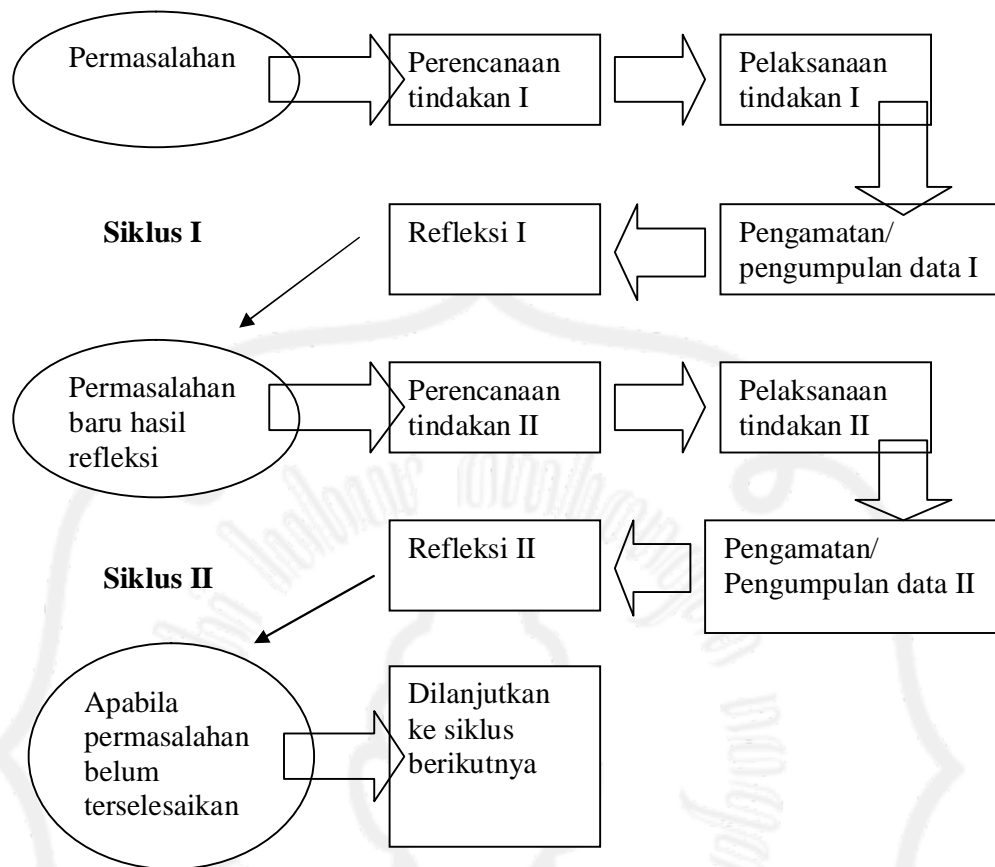 Permasalahan
Perencanaan
tindakan I
Pelaksanaan
tindakan I
Siklus I
Refleksi I
Pengamatan/
pengumpulan data I
Permasalahan
baru hasil
refleksi
Perencanaan
tindakan II
Pelaksanaan
tindakan II
Siklus II
Refleksi II
Pengamatan/
Pengumpulan data II
Apabila
permasalahan
belum
terselesaikan
Dilanjutkan
ke siklus
berikutnya